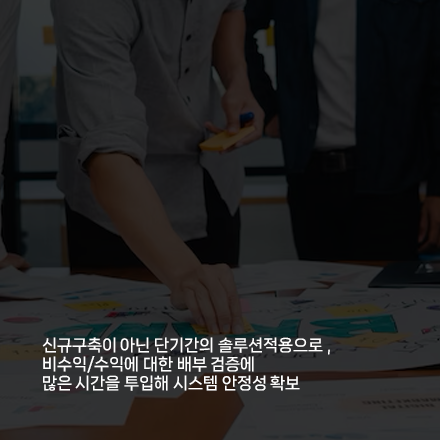 신규구축이 아닌 단기간의 솔루션적용으로 ,
비수익/수익에 대한 배부 검증에
많은 시간을 투입해 시스템 안정성 확보